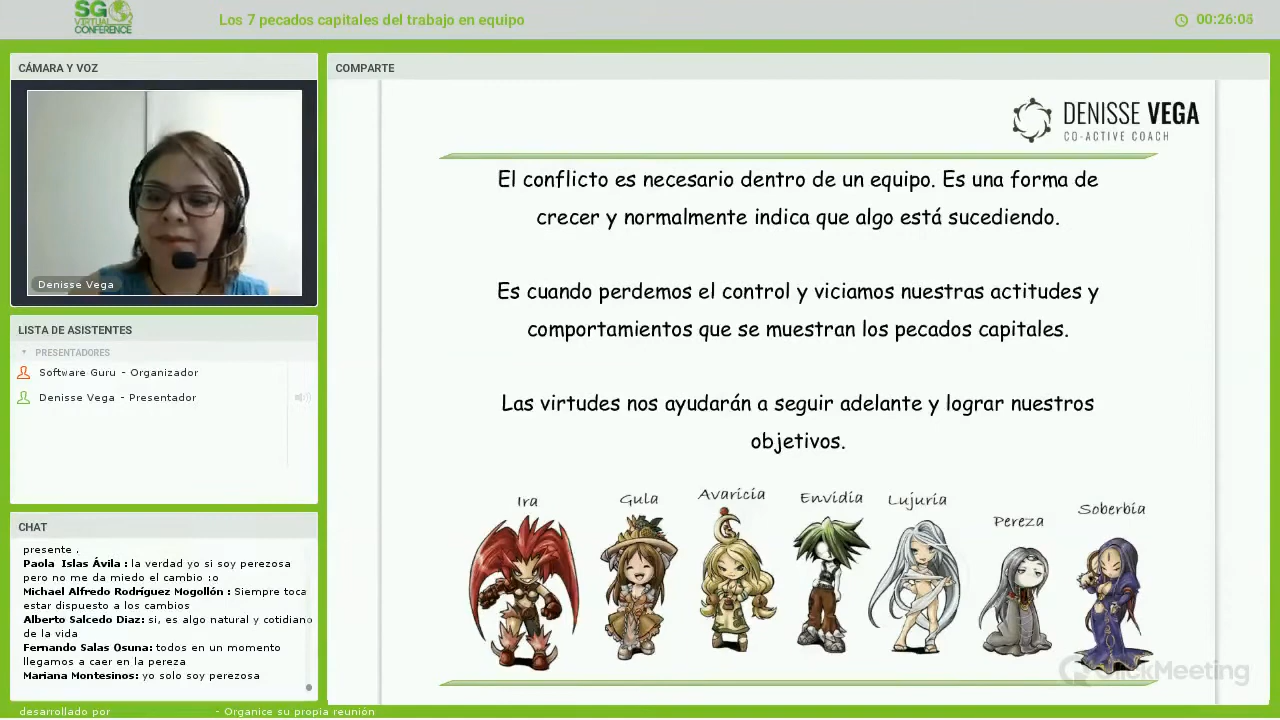 SG
VIRTUAL
CONFERENCE
Los 7 pecados capitales del trabajo en equipo
CÁMARA Y VOZ
Denisse Vega
LISTA DE ASISTENTES
PRESENTADORES
Software Guru - Organizador
Denisse Vega - Presentador
CHAT
presente .
Paola Islas Ávila : la verdad yo si soy perezosa
pero no me da miedo el cambio :o
Michael Alfredo Rodríguez Mogollón : Siempre toca
estar dispuesto a los cambios
Alberto Salcedo Diaz: si, es algo natural y cotidiano
de la vida
Fernando Salas Osuna: todos en un momento
llegamos a caer en la pereza
Mariana Montesinos: yo solo soy perezosa
COMPARTE
DENISSE VEGA
CO-ACTIVE COACH
El conflicto es necesario dentro de un equipo. Es una forma de
crecer y normalmente indica que algo está sucediendo.
Es cuando perdemos el control y viciamos nuestras actitudes y
comportamientos que se muestran los pecados capitales.
Las virtudes nos ayudarán a seguir adelante y lograr nuestros
objetivos.
Ira
Gula
Avaricia
Envidia
Lujuria
Pereza
Soberbia
ClickMeeting
desarrollado por - Organice su propia reunión